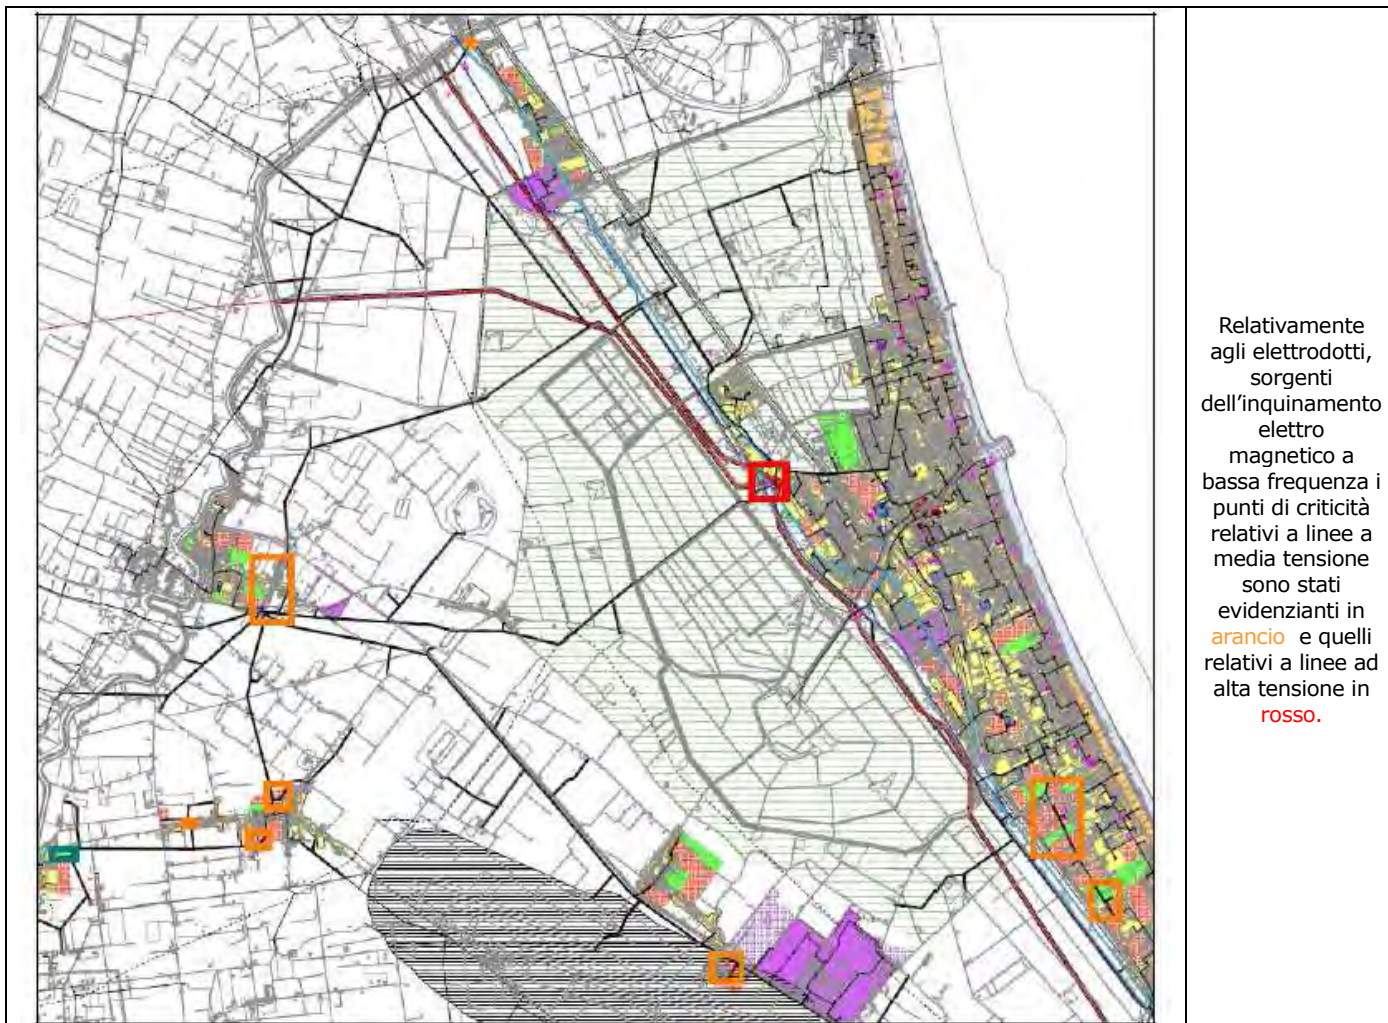 Relativamente
agli elettrodotti,
sorgenti
dell'inquinamento
elettro
magnetico a
bassa frequenza i
punti di criticità
relativi a linee a
media tensione
sono stati
evidenzianti in
arancio e quelli
relativi a linee ad
alta tensione in
rosso.